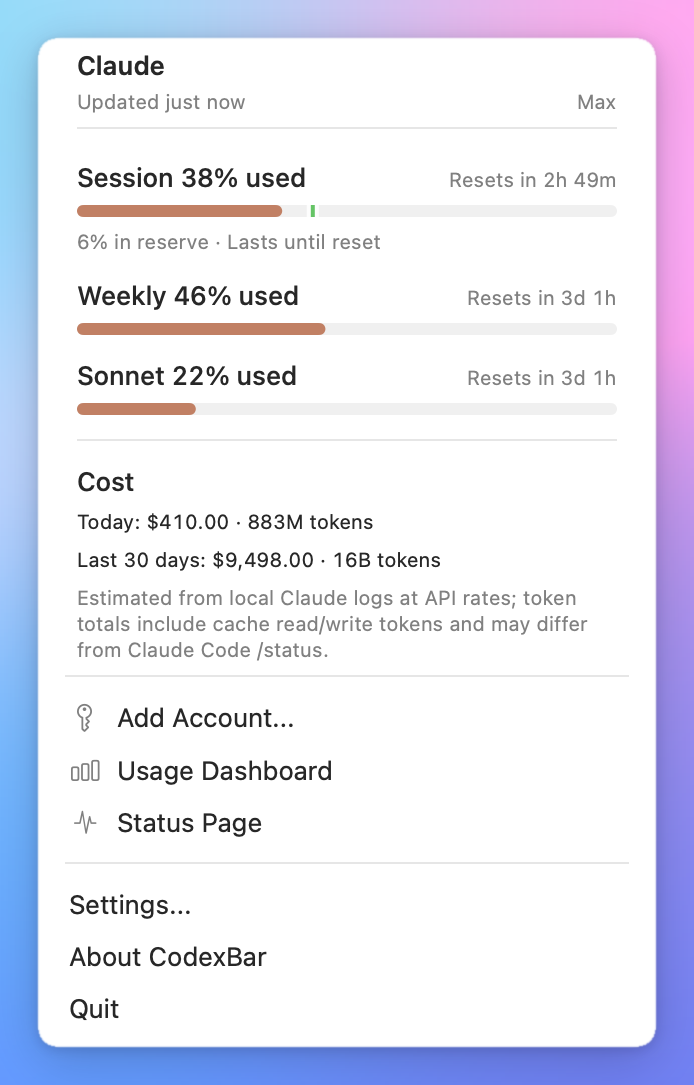 Claude
Updated just now Max
Session 38% used Resets in 2h 49m
6% in reserve · Lasts until reset
Weekly 46% used Resets in 3d 1h
Sonnet 22% used Resets in 3d 1h
Cost
Today: $410.00 · 883M tokens
Last 30 days: $9,498.00 · 16B tokens
Estimated from local Claude logs at API rates; token
totals include cache read/write tokens and may differ
from Claude Code /status.
Add Account...
Usage Dashboard
Status Page
Settings...
About CodexBar
Quit